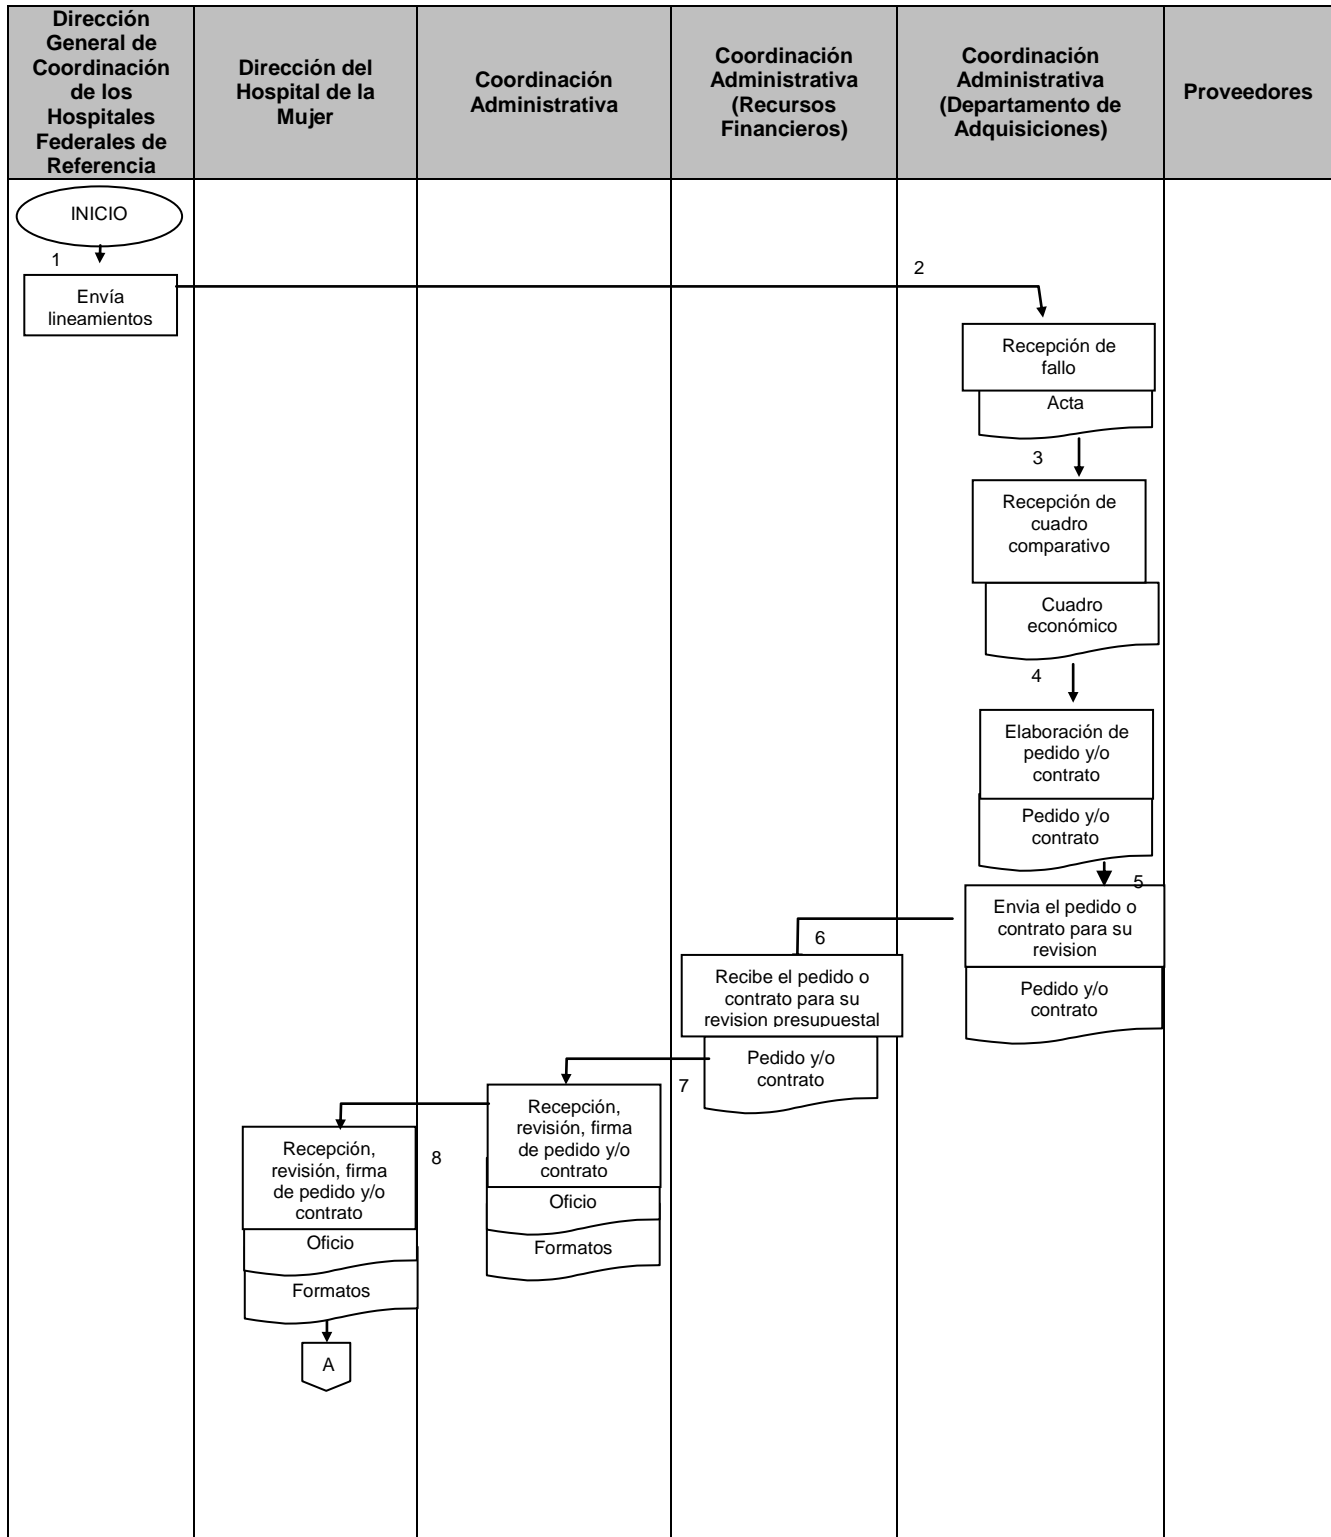 Dirección
General de
Coordinación
de los
Hospitales
Federales de
Referencia
Dirección del
Hospital de la
Mujer
Coordinación
Administrativa
Coordinación
Administrativa
(Recursos
Financieros)
Coordinación
Administrativa
(Departamento de
Adquisiciones)
Proveedores
INICIO
1
Envía
lineamientos
2
Recepción de
fallo
Acta
3
Recepción de
cuadro
comparativo
Cuadro
económico
4
Elaboración de
pedido y/o
contrato
Pedido y/o
contrato
5
Envia el pedido o
contrato para su
revision
Pedido y/o
contrato
6
Recibe el pedido o
contrato para su
revision presupuestal
Pedido y/o
contrato
7
Recepción,
revisión, firma
de pedido y/o
contrato
Oficio
Formatos
8
Recepción,
revisión, firma
de pedido y/o
contrato
Oficio
Formatos
A